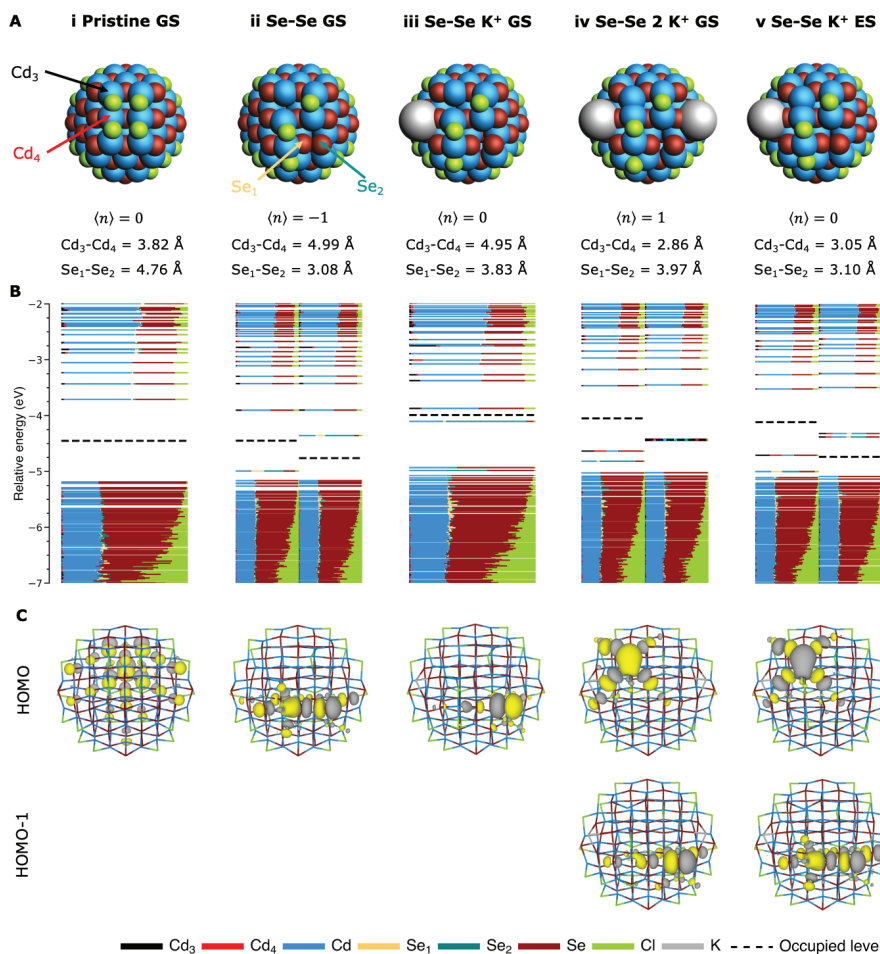 A
i Pristine GS
ii Se-Se GS
iii Se-Se K⁺ GS
iv Se-Se 2 K⁺ GS
v Se-Se K⁺ ES
Cd₃
Cd₄
Se₁
Se₂
⟨n⟩ = 0
⟨n⟩ = −1
⟨n⟩ = 0
⟨n⟩ = 1
⟨n⟩ = 0
Cd₃-Cd₄ = 3.82 Å
Cd₃-Cd₄ = 4.99 Å
Cd₃-Cd₄ = 4.95 Å
Cd₃-Cd₄ = 2.86 Å
Cd₃-Cd₄ = 3.05 Å
Se₁-Se₂ = 4.76 Å
Se₁-Se₂ = 3.08 Å
Se₁-Se₂ = 3.83 Å
Se₁-Se₂ = 3.97 Å
Se₁-Se₂ = 3.10 Å
B
Relative energy (eV)
−2
−3
−4
−5
−6
−7
C
HOMO
HOMO-1
Cd₃
Cd₄
Cd
Se₁
Se₂
Se
Cl
K
Occupied level